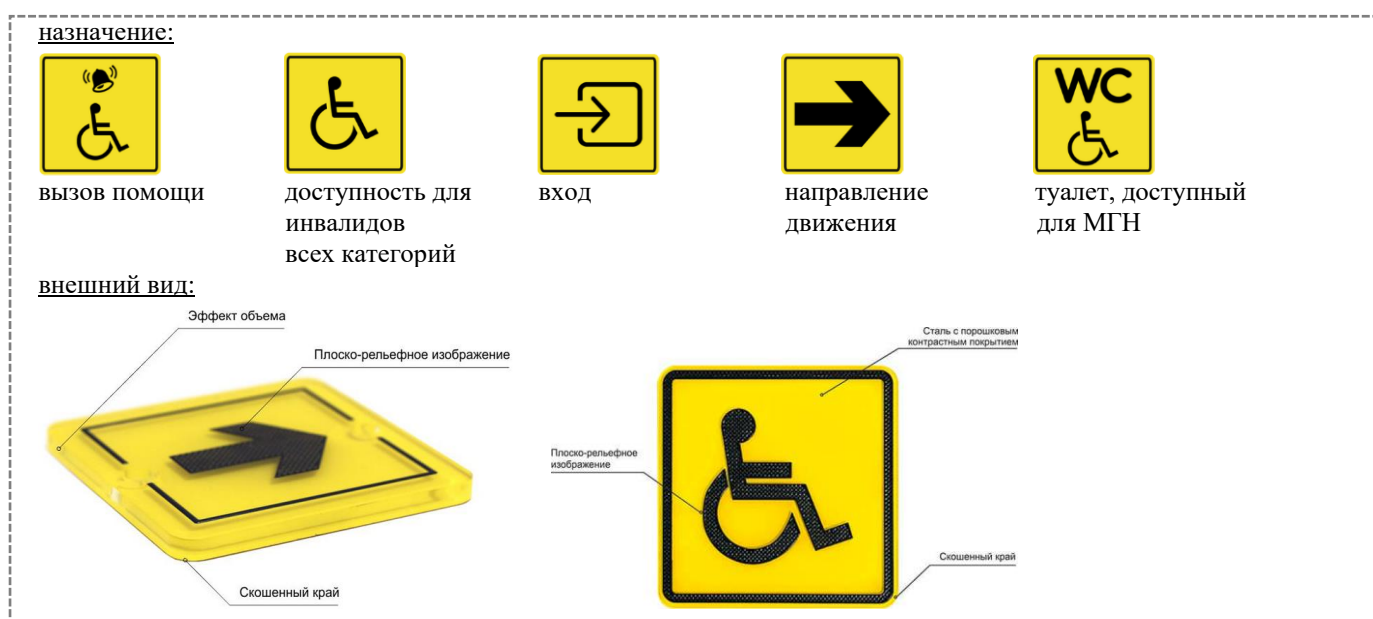 назначение:
WC
вызов помощи
доступность для
инвалидов
всех категорий
вход
направление
движения
туалет, доступный
для МГН
внешний вид:
Эффект объема
Плоско-рельефное изображение
Скошенный край
Сталь с порошковым
контрастным покрытием
Плоско-рельефное
изображение
Скошенный край